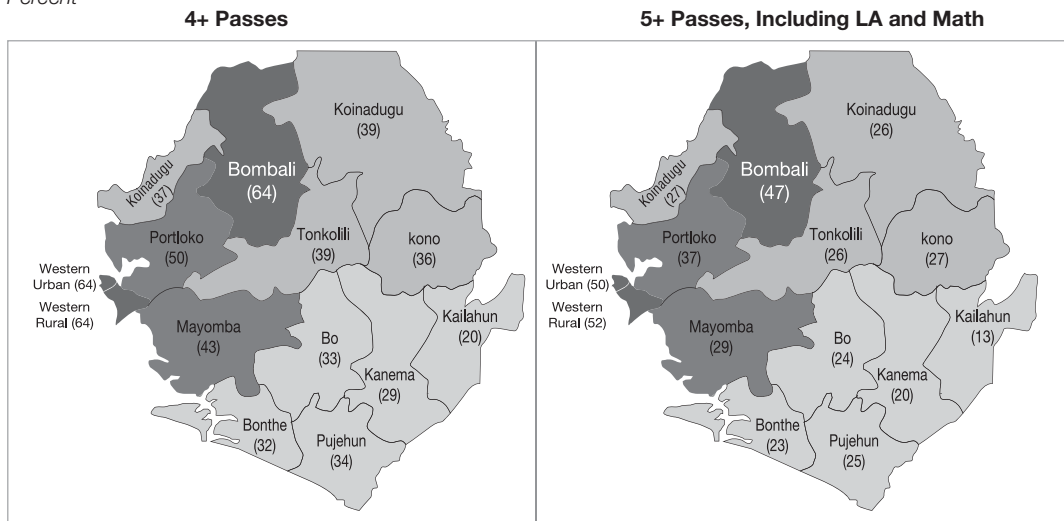 Percent
4+ Passes
Koinadugu
(39)
Koinadugu
(37)
Bombali
(64)
Portloko
(50)
Tonkolili
(39)
kono
(36)
Western
Urban (64)
Western
Rural (64)
Mayomba
(43)
Bo
(33)
Kailahun
(20)
Kanema
(29)
Bonthe
(32)
Pujehun
(34)
5+ Passes, Including LA and Math
Koinadugu
(26)
Koinadugu
(27)
Bombali
(47)
Portloko
(37)
Tonkolili
(26)
kono
(27)
Western
Urban (50)
Western
Rural (52)
Mayomba
(29)
Bo
(24)
Kailahun
(13)
Kanema
(20)
Bonthe
(23)
Pujehun
(25)